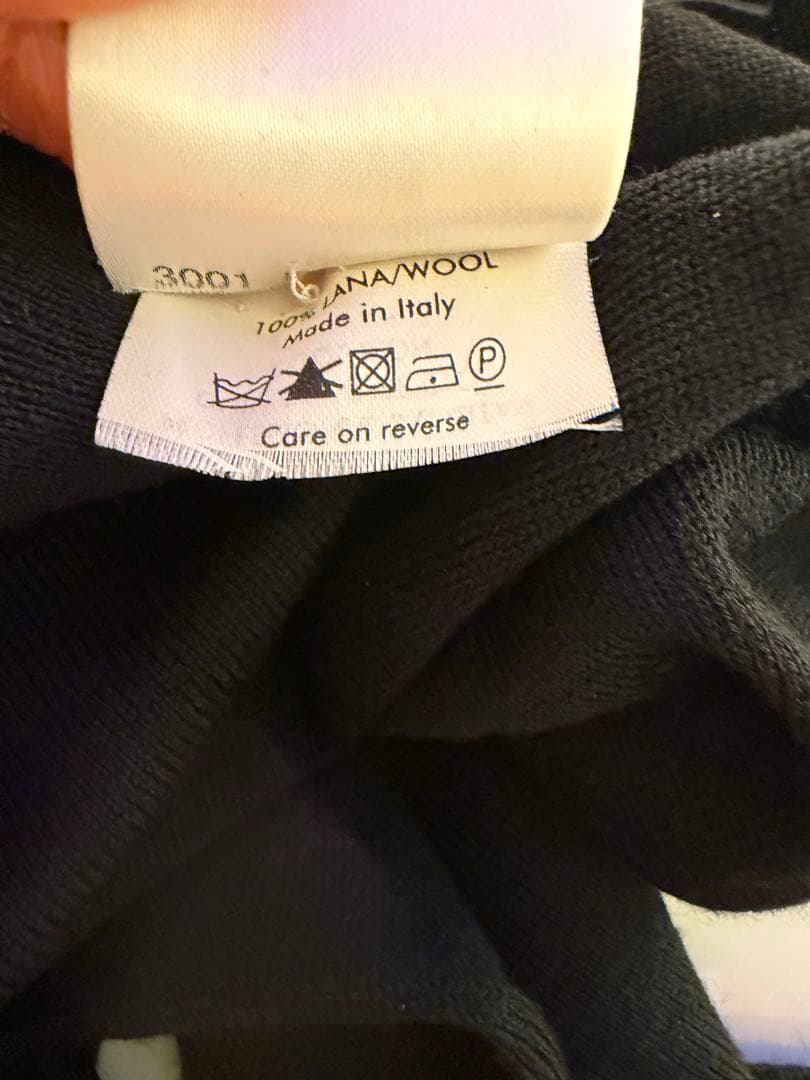 3001
100% LANA/WOOL
Made in Italy
P
Care on reverse